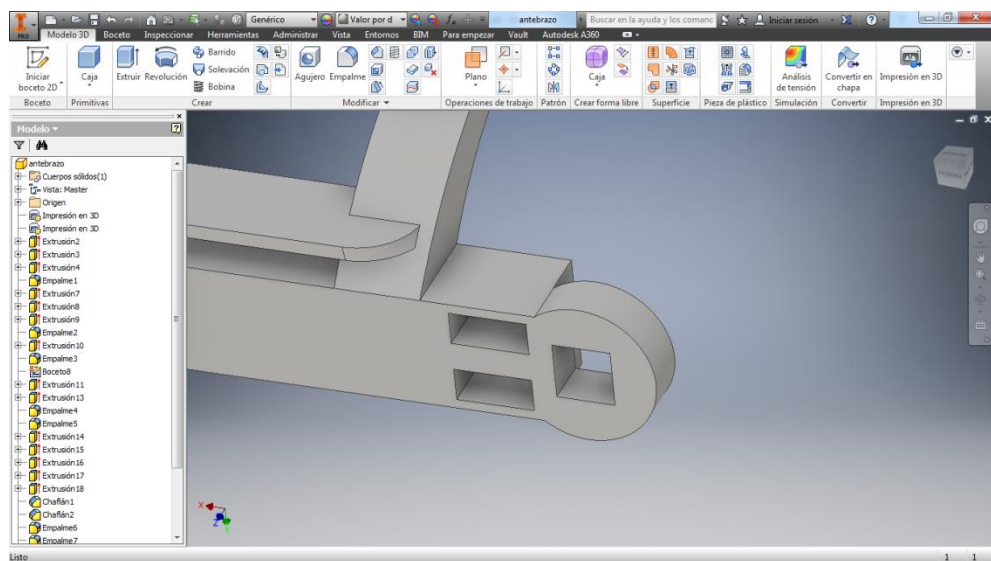 Genérico Valor por d antebrazo Buscar en la ayuda y los comanc Iniciar sesión
PRO Modelo 3D Boceto Inspeccionar Herramientas Administrar Vista Entornos BIM Para empezar Vault Autodesk A360
Iniciar boceto 2D Caja Extruir Revolución Barrido Solevación Bobina Agujero Empalme Plano Caja Análisis de tensión Convertir en chapa Impresión en 3D
Boceto Primitivas Crear Modificar Operaciones de trabajo Patrón Crear forma libre Superficie Pieza de plástico Simulación Convertir Impresión en 3D
Modelo
antebrazo
Cuerpos sólidos(1)
Vista: Master
Origen
Impresión en 3D
Impresión en 3D
Extrusión2
Extrusión3
Extrusión4
Empalme1
Extrusión7
Extrusión8
Extrusión9
Empalme2
Extrusión10
Empalme3
Boceto8
Extrusión11
Extrusión13
Empalme4
Empalme5
Extrusión14
Extrusión15
Extrusión16
Extrusión17
Extrusión18
Chaflán1
Chaflán2
Empalme6
Empalme7
X
Z
Y
Listo 1 1